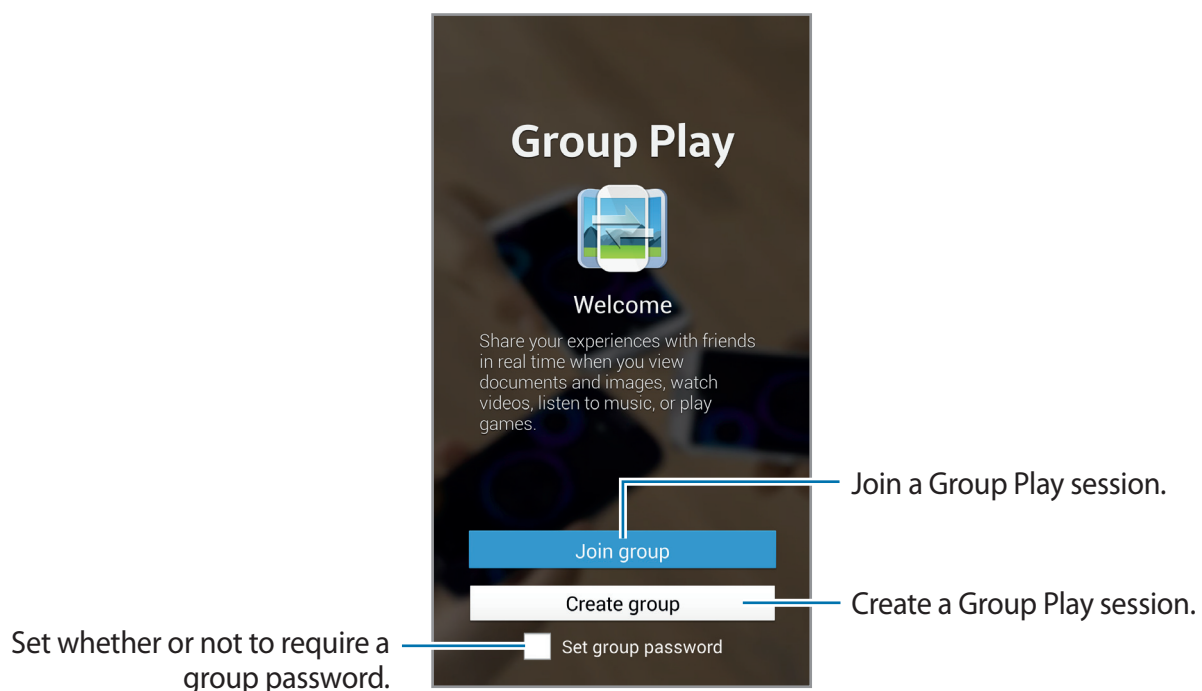 Group Play
Welcome
Share your experiences with friends
in real time when you view
documents and images, watch
videos, listen to music, or play
games.
Join a Group Play session.
Join group
Create group
Create a Group Play session.
Set whether or not to require a
group password.
Set group password